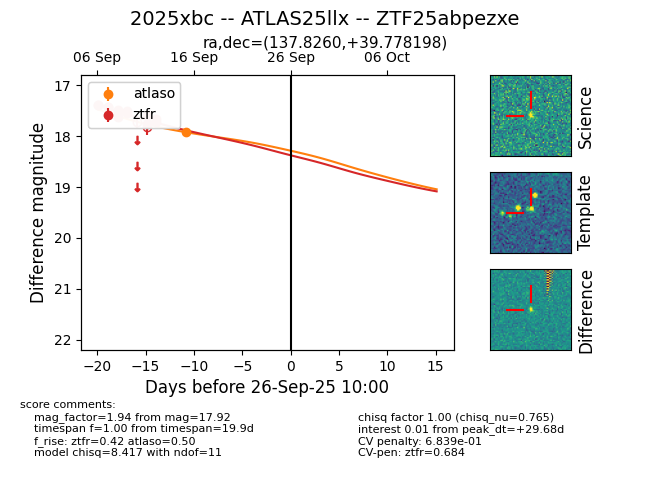 2025xbc -- ATLAS25llx -- ZTF25abpezxe
ra,dec=(137.8260,+39.778198)
06 Sep 16 Sep 26 Sep 06 Oct
atlaso
ztfr
17
18
19
20
21
22
Difference magnitude
−20 −15 −10 −5 0 5 10 15
Days before 26-Sep-25 10:00
Science
Template
Difference
score comments:
mag_factor=1.94 from mag=17.92
timespan f=1.00 from timespan=19.9d
f_rise: ztfr=0.42 atlaso=0.50
model chisq=8.417 with ndof=11
chisq factor 1.00 (chisq_nu=0.765)
interest 0.01 from peak_dt=+29.68d
CV penalty: 6.839e-01
CV-pen: ztfr=0.684